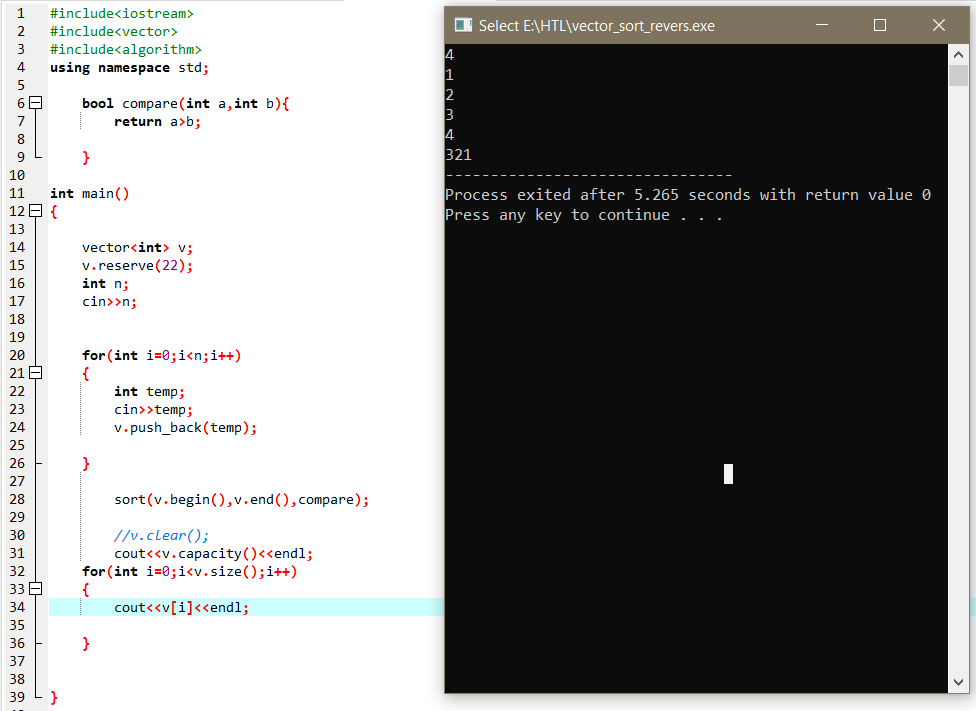 1 #include<iostream>
2 #include<vector>
3 #include<algorithm>
4 using namespace std;
5
6 bool compare(int a,int b){
7 return a>b;
8
9 }
10
11 int main()
12 {
13
14 vector<int> v;
15 v.reserve(22);
16 int n;
17 cin>>n;
18
19
20 for(int i=0;i<n;i++)
21 {
22 int temp;
23 cin>>temp;
24 v.push_back(temp);
25
26 }
27
28 sort(v.begin(),v.end(),compare);
29
30 //v.clear();
31 cout<<v.capacity()<<endl;
32 for(int i=0;i<v.size();i++)
33 {
34 cout<<v[i]<<endl;
35
36 }
37
38
39 }
Select E:\HTL\vector_sort_revers.exe
4
1
2
3
4
321
--------------------------------
Process exited after 5.265 seconds with return value 0
Press any key to continue . . .